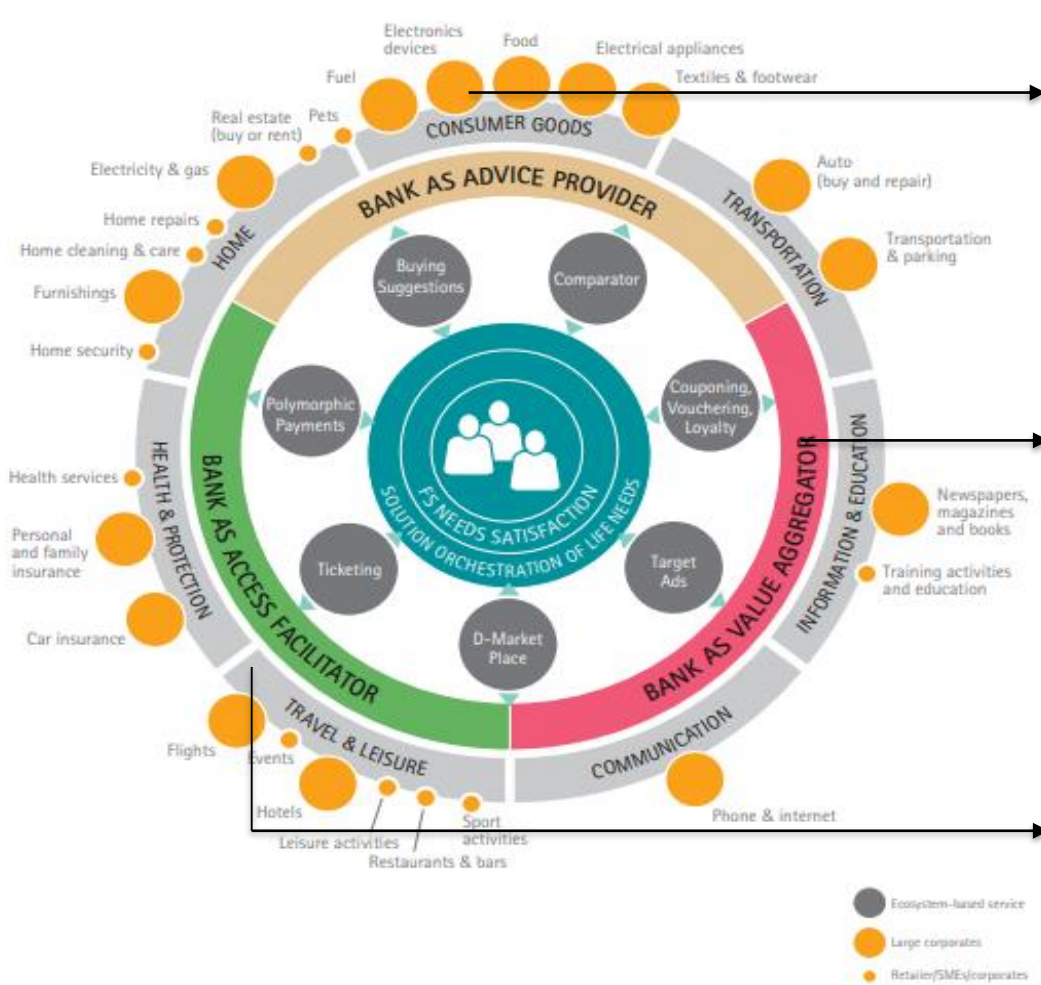 Electronics
devices
Food
Electrical appliances
Fuel
Textiles & footwear
CONSUMER GOODS
Real estate
(buy or rent)
Pets
Electricity & gas
Home repairs
Home cleaning & care
Furnishings
Home security
HOME
Auto
(buy and repair)
Transportation
& parking
TRANSPORTATION
BANK AS ADVICE PROVIDER
Buying
Suggestions
Comparator
Polymorphic
Payments
Couponing,
Vouchering,
Loyalty
FS NEEDS SATISFACTION
SOLUTION ORCHESTRATION OF LIFE NEEDS
Ticketing
Target
Ads
D-Market
Place
BANK AS ACCESS FACILITATOR
BANK AS VALUE AGGREGATOR
HEALTH & PROTECTION
Health services
Personal
and family
insurance
Car insurance
INFORMATION & EDUCATION
Newspapers,
magazines
and books
Training activities
and education
TRAVEL & LEISURE
Flights
Events
Hotels
Leisure activities
Restaurants & bars
Sport
activities
COMMUNICATION
Phone & internet
Ecosystem-based service
Large corporates
Retailer/SMEs/corporates